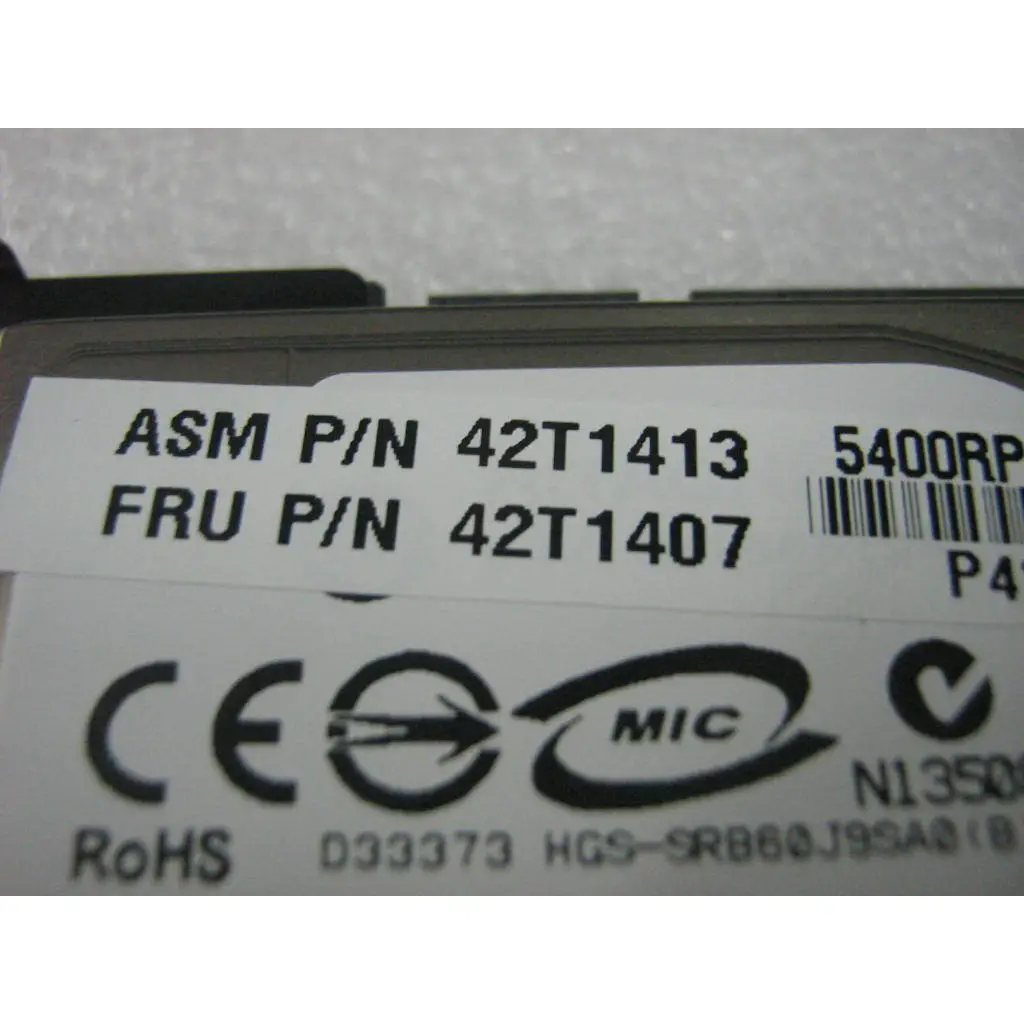 ASM P/N 42T1413 5400RP
FRU P/N 42T1407
P4
CE MIC
N1350
RoHS D33373 HGS-SRB60J9SA0(B